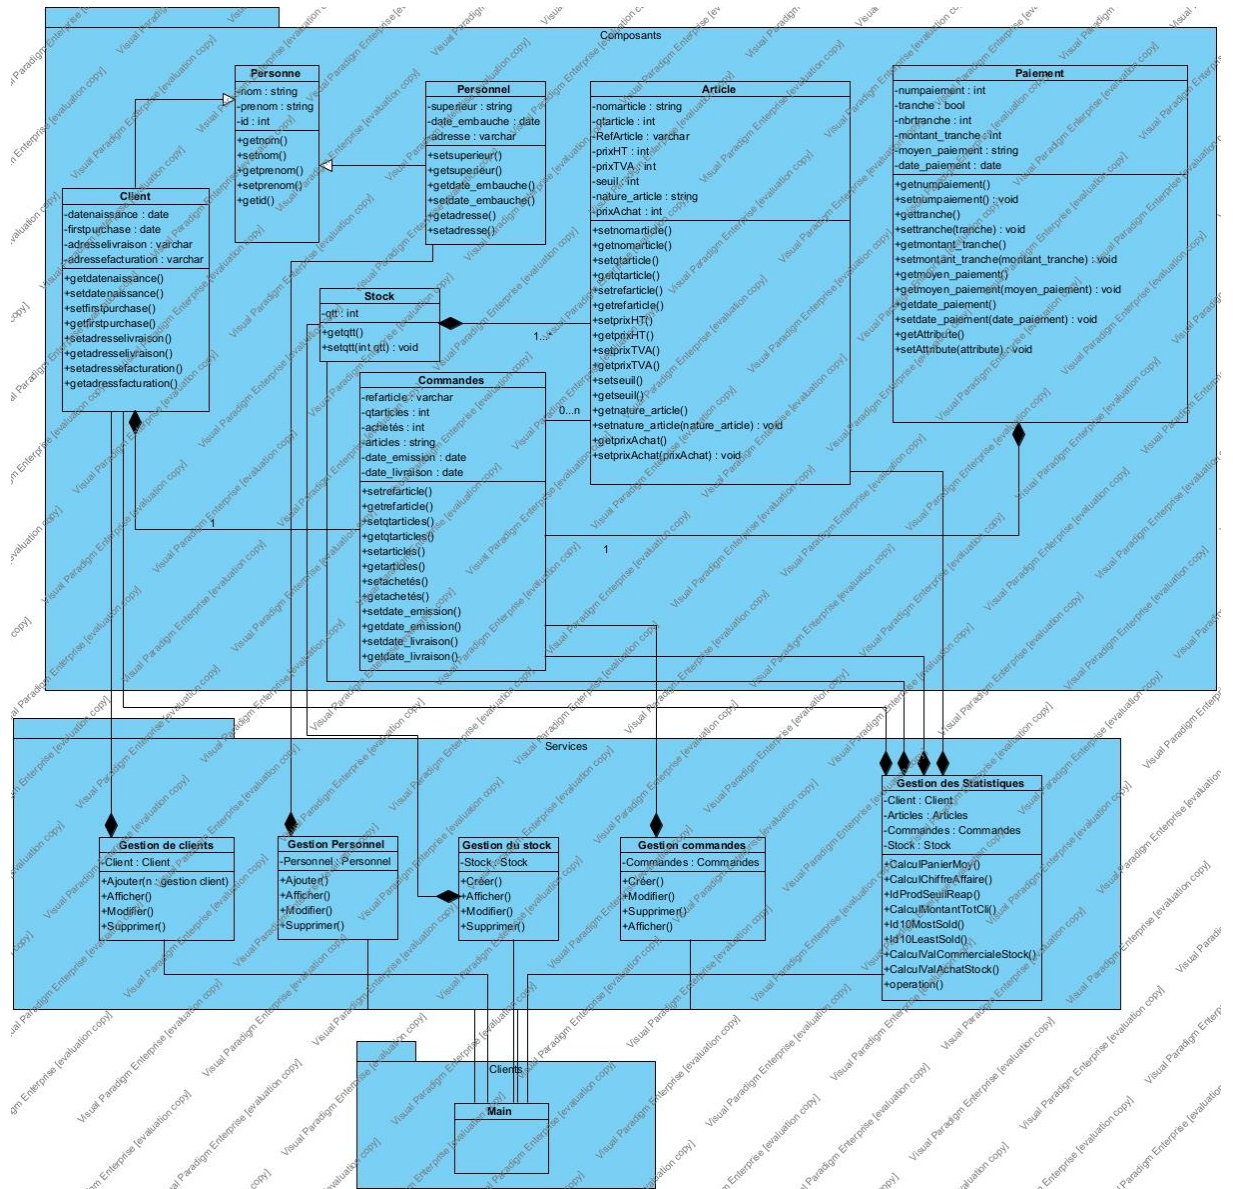 Composants
Personne
-nom : string
-prenom : string
-id : int
+getnom()
+setnom()
+getprenom()
+setprenom()
+getid()
Personnel
-superieur : string
-date_embauche : date
-adresse : varchar
+setsuperieur()
+getsuperieur()
+getdate_embauche()
+setdate_embauche()
+getadresse()
+setadresse()
Article
-nomarticle : string
-qtarticle : int
-RefArticle : varchar
-prixHT : int
-prixTVA : int
-seuil : int
-nature_article : string
-prixAchat : int
+setnomarticle()
+getnomarticle()
+setqtarticle()
+getqtarticle()
+setrefarticle()
+getrefarticle()
+setprixHT()
+getprixHT()
+setprixTVA()
+getprixTVA()
+setseuil()
+getseuil()
+getnature_article()
+setnature_article(nature_article) : void
+getprixAchat()
+setprixAchat(prixAchat) : void
Paiement
-numpaiement : int
-tranche : bool
-nbrtranche : int
-montant_tranche : int
-moyen_paiement : string
-date_paiement : date
+getnumpaiement()
+setnumpaiement() : void
+gettranche()
+settranche(tranche) : void
+getmontant_tranche()
+setmontant_tranche(montant_tranche) : void
+getmoyen_paiement()
+getmoyen_paiement(moyen_paiement) : void
+getdate_paiement()
+setdate_paiement(date_paiement) : void
+getAttribute()
+setAttribute(attribute) : void
Client
-datenaissance : date
-firstpurchase : date
-adresselivraison : varchar
-adressefacturation : varchar
+getdatenaissance()
+setdatenaissance()
+setfirstpurchase()
+getfirstpurchase()
+setadresselivraison()
+getadresselivraison()
+setadressefacturation()
+getadressfacturation()
Stock
-qtt : int
+getqtt()
+setqtt(int qtt) : void
1...*
Commandes
-refarticle : varchar
-qtarticles : int
-achetés : int
-articles : string
-date_emission : date
-date_livraison : date
+setrefarticle()
+getrefarticle()
+setqtarticles()
+getqtarticles()
+setarticles()
+getarticles()
+setachetés()
+getachetés()
+setdate_emission()
+getdate_emission()
+setdate_livraison()
+getdate_livraison()
0...n
1
1
Services
Gestion de clients
-Client : Client
+Ajouter(n : gestion client)
+Afficher()
+Modifier()
+Supprimer()
Gestion Personnel
-Personnel : Personnel
+Ajouter()
+Afficher()
+Modifier()
+Supprimer()
Gestion du stock
-Stock : Stock
+Créer()
+Afficher()
+Modifier()
+Supprimer()
Gestion commandes
-Commandes : Commandes
+Créer()
+Modifier()
+Supprimer()
+Afficher()
Gestion des Statistiques
-Client : Client
-Articles : Articles
-Commandes : Commandes
-Stock : Stock
+CalculPanierMoy()
+CalculChiffreAffaire()
+IdProdSeuilReap()
+CalculMontantTotCli()
+Id10MostSold()
+Id10LeastSold()
+CalculValCommercialeStock()
+CalculValAchatStock()
+operation()
Clients
Main
Visual Paradigm Enterprise [evaluation copy]